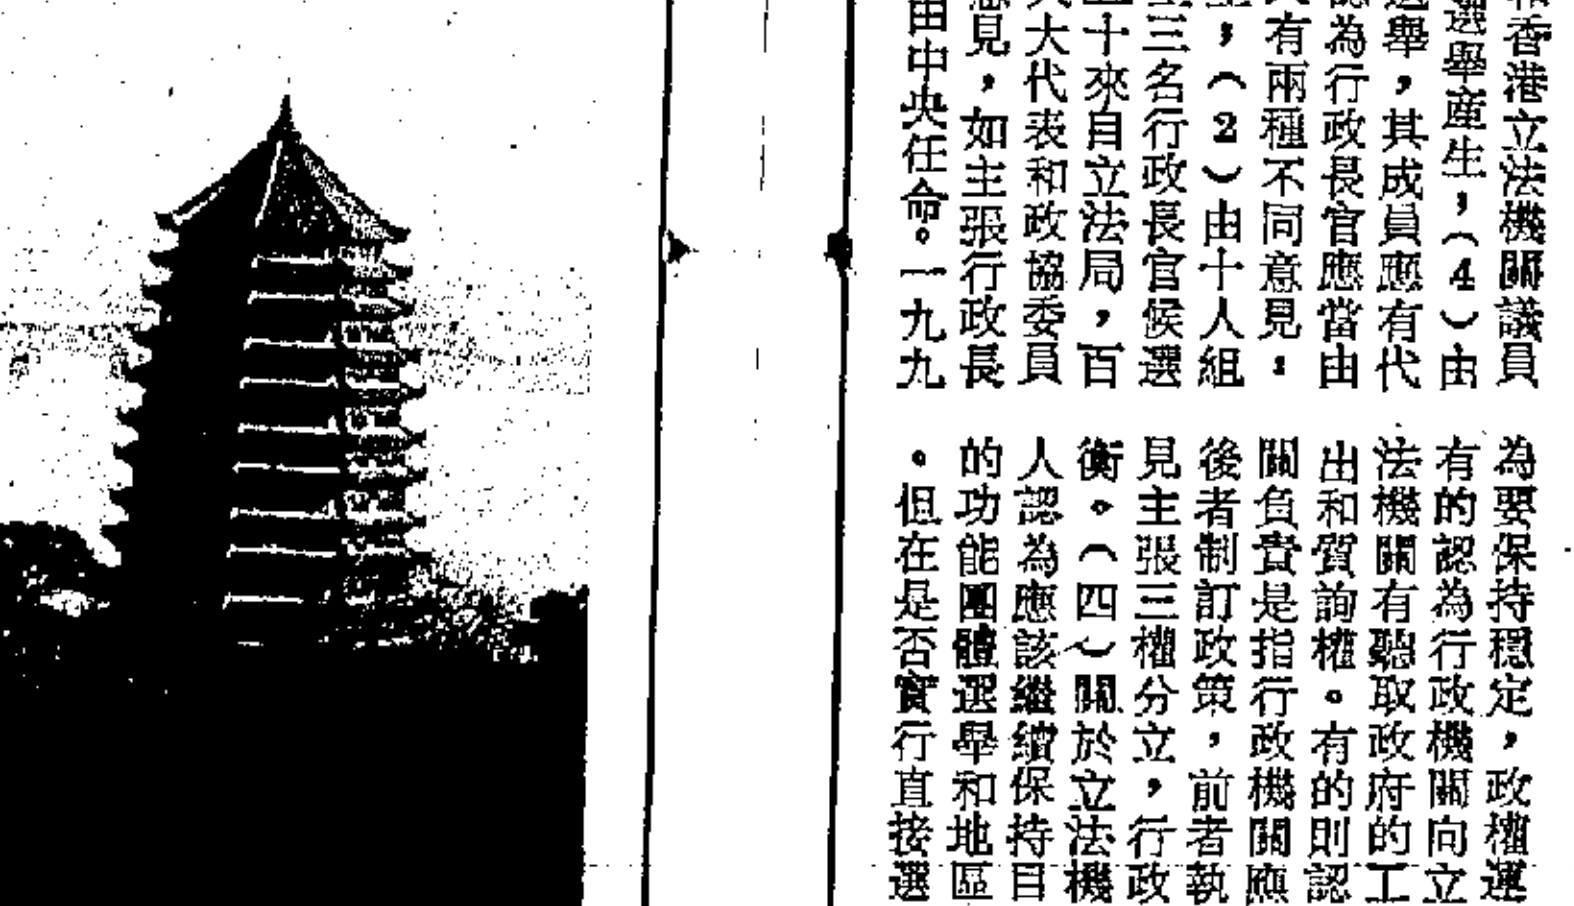 香港立法機關議員
選舉產生，（4）由
選舉，其成員應有代
認為行政長官應當由
有兩種不同意見：
，（2）由十人組
三名行政長官候選
十來自立法局，百
大代表和政協委員
意見，如主張行政長
由中央任命。一九九
為要保持穩定，政權運
有的認為行政機關向立
法機關有聽取政府的工
出和質詢權。有的則認
關負責是指行政機關應
後者制訂政策，前者執
見主張三權分立，行政
衡。（四）關於立法機
人認為應該繼續保持目
的功能團體選舉和地區
。但在是否實行直接選